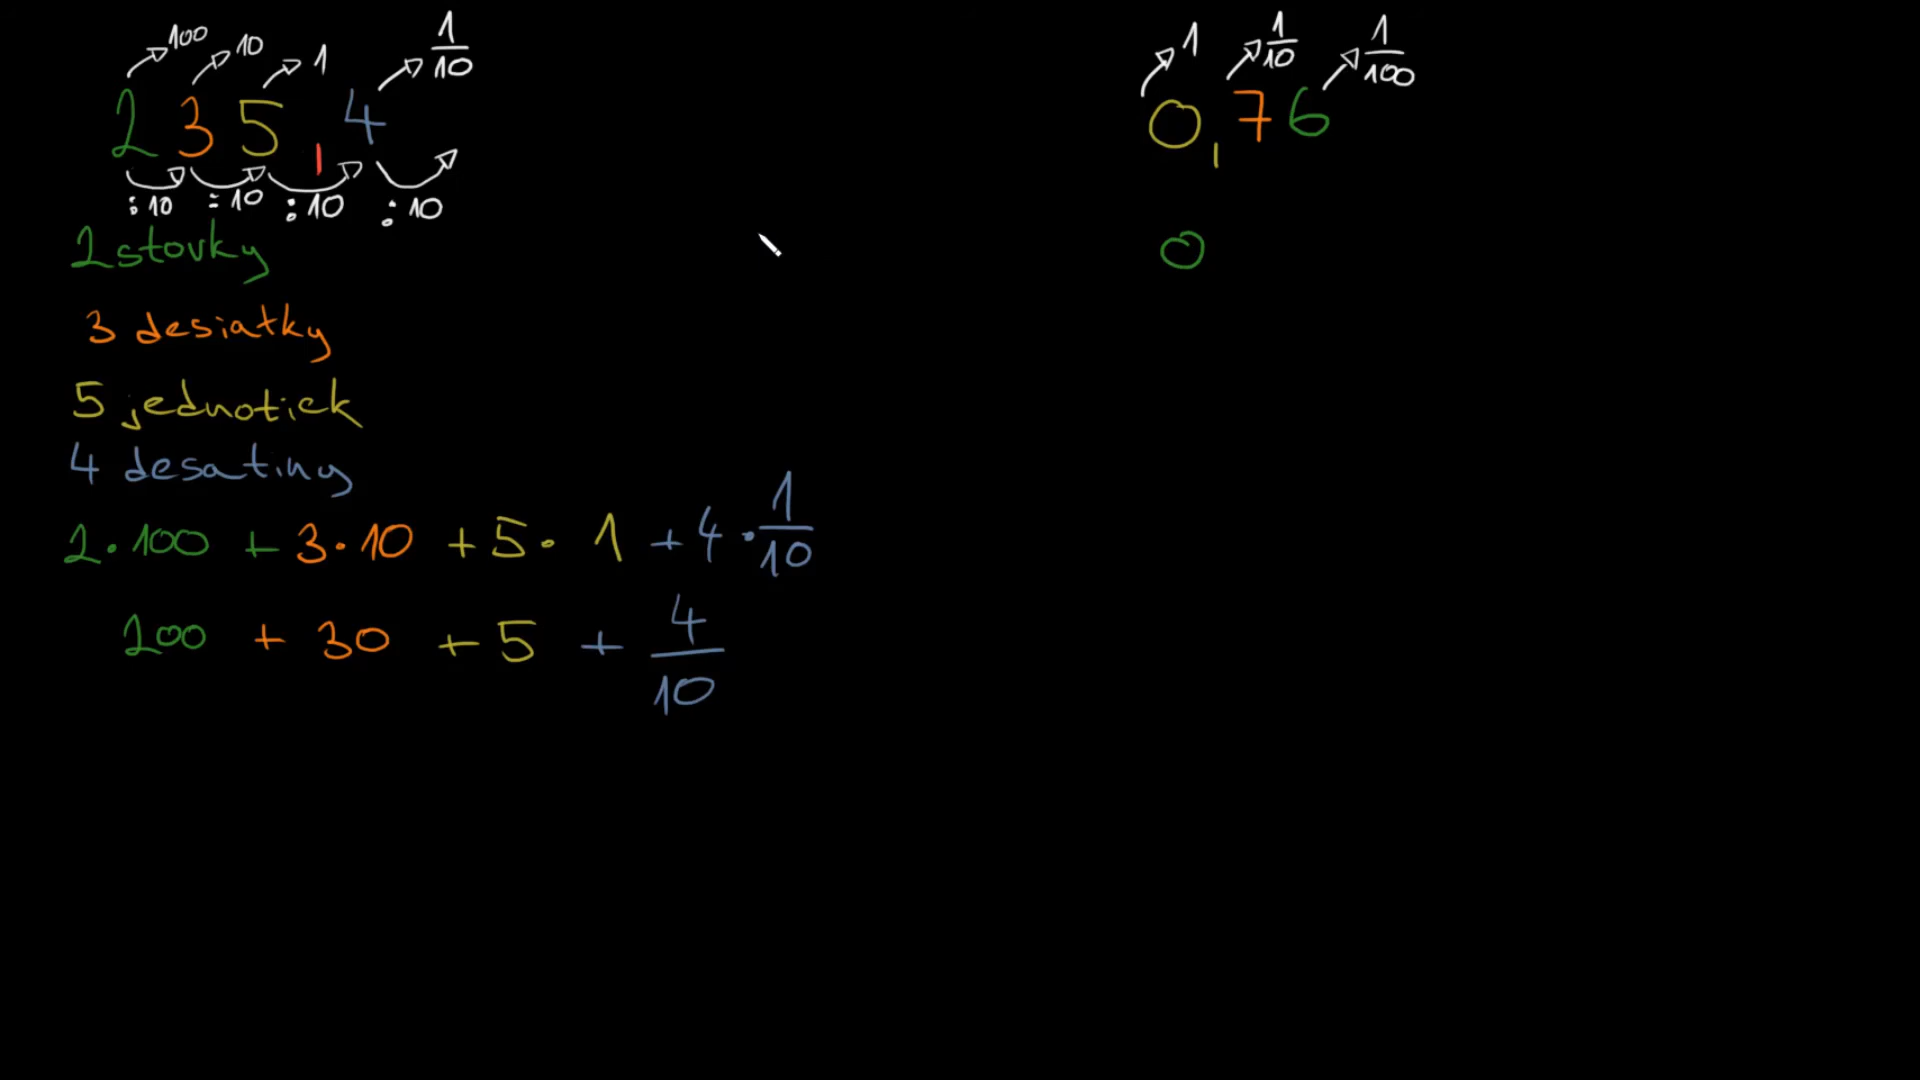 100 10 1 1/10
235,4
:10 :10 :10 :10
2 stovky
3 desiatky
5 jednotiek
4 desatiny
2·100 + 3·10 + 5·1 + 4·1/10
200 + 30 + 5 + 4/10
1 1/10 1/100
0,76
0